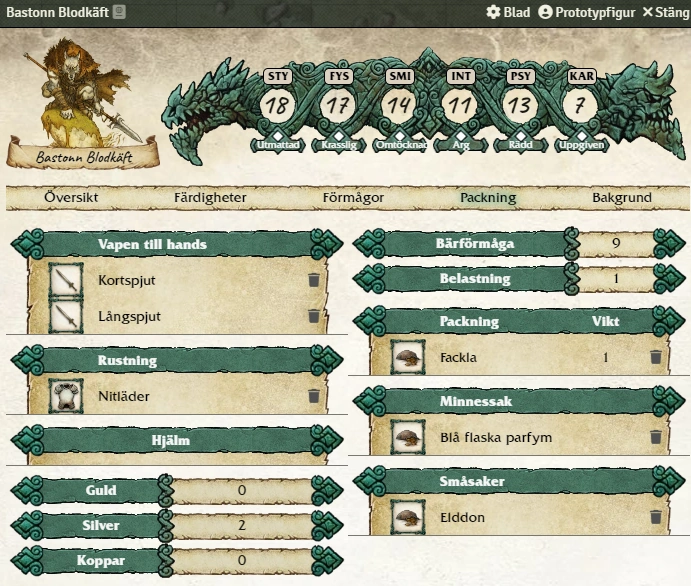 Bastonn Blodkäft
Blad
Prototypfigur
Stäng
STY FYS SMI INT PSY KAR
18 17 14 11 13 7
Utmattad Krasslig Omtöcknad Arg Rädd Uppgiven
Bastonn Blodkäft
Översikt Färdigheter Förmågor Packning Bakgrund
Vapen till hands
Kortspjut
Långspjut
Rustning
Nitläder
Hjälm
Guld 0
Silver 2
Koppar 0
Bärförmåga 9
Belastning 1
Packning Vikt
Fackla 1
Minnessak
Blå flaska parfym
Småsaker
Elddon